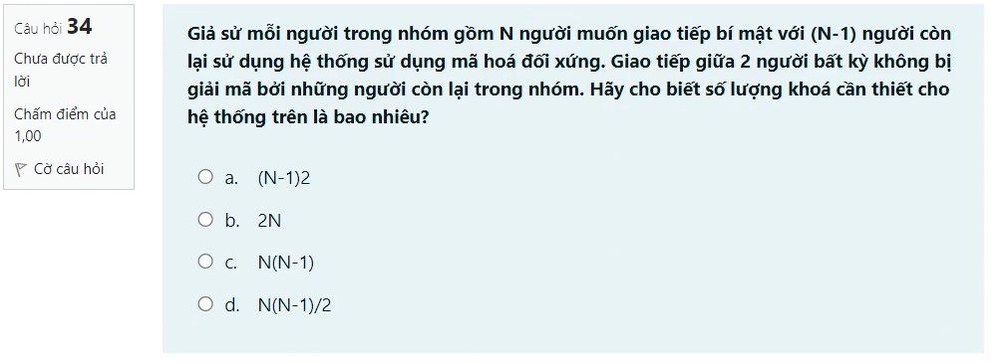 Câu hỏi 34
Chưa được trả
lời
Chấm điểm của
1,00
Cờ câu hỏi
Giả sử mỗi người trong nhóm gồm N người muốn giao tiếp bí mật với (N-1) người còn
lại sử dụng hệ thống sử dụng mã hoá đối xứng. Giao tiếp giữa 2 người bất kỳ không bị
giải mã bởi những người còn lại trong nhóm. Hãy cho biết số lượng khoá cần thiết cho
hệ thống trên là bao nhiêu?
a. (N-1)2
b. 2N
c. N(N-1)
d. N(N-1)/2